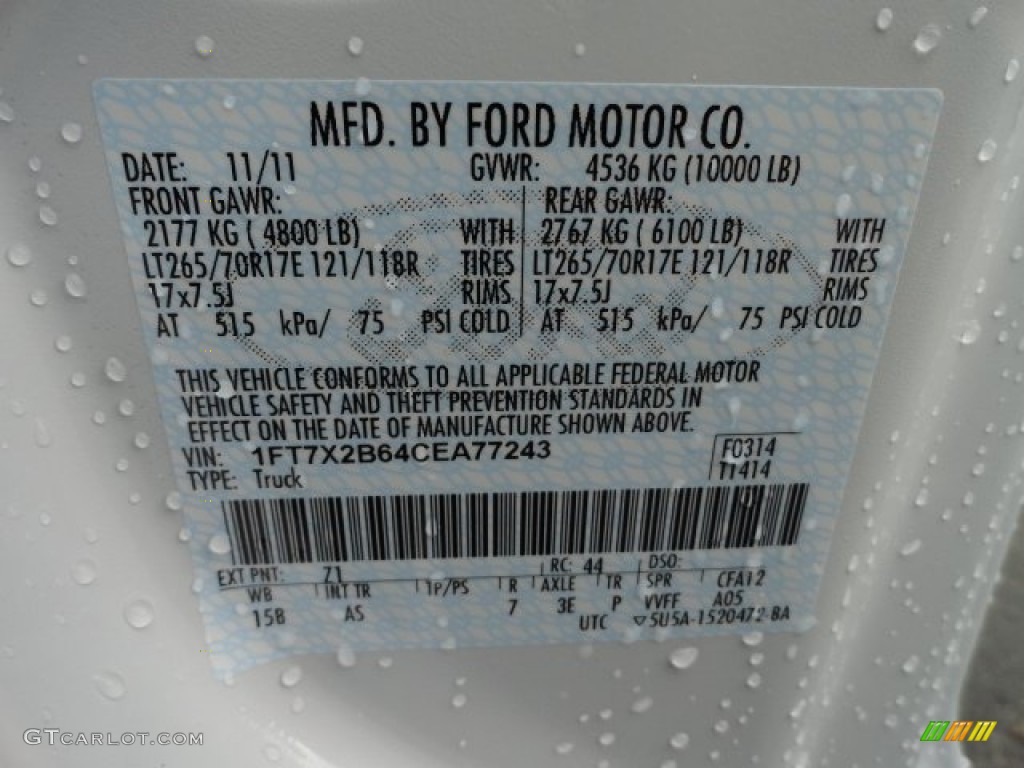 MFD. BY FORD MOTOR CO.
DATE: 11/11 GVWR: 4536 KG (10000 LB)
FRONT GAWR: REAR GAWR:
2177 KG ( 4800 LB) WITH 2767 KG ( 6100 LB) WITH
LT265/70R17E 121/118R TIRES LT265/70R17E 121/118R TIRES
17x7.5J RIMS 17x7.5J RIMS
AT 515 kPa/ 75 PSI COLD AT 515 kPa/ 75 PSI COLD
THIS VEHICLE CONFORMS TO ALL APPLICABLE FEDERAL MOTOR
VEHICLE SAFETY AND THEFT PREVENTION STANDARDS IN
EFFECT ON THE DATE OF MANUFACTURE SHOWN ABOVE.
VIN: 1FT7X2B64CEA77243 F0314
TYPE: Truck T1414
EXT PNT: Z1 RC: 44 DSO:
WB INT TR TP/PS R AXLE TR SPR CFA12
15B AS 7 3E P VVFF A05
UTC ▽5U5A-1520472-BA
GTCARLOT.COM